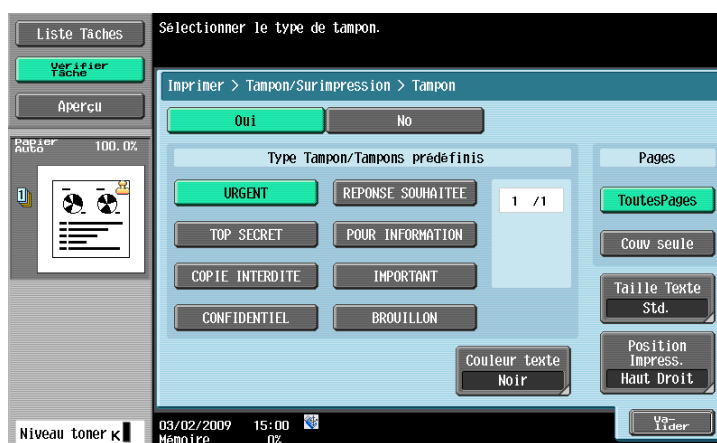 Liste Tâches
Vérifier
Tâche
Aperçu
Papier
Auto 100.0%
1
Niveau toner K
Sélectionner le type de tampon.
Imprimer > Tampon/Surimpression > Tampon
Oui No
Type Tampon/Tampons prédéfinis
URGENT REPONSE SOUHAITEE
1 /1
TOP SECRET POUR INFORMATION
COPIE INTERDITE IMPORTANT
CONFIDENTIEL BROUILLON
Pages
ToutesPages
Couv seule
Taille Texte
Std.
Couleur texte
Noir
Position
Impress.
Haut Droit
03/02/2009 15:00
Mémoire 0%
Va-
lider